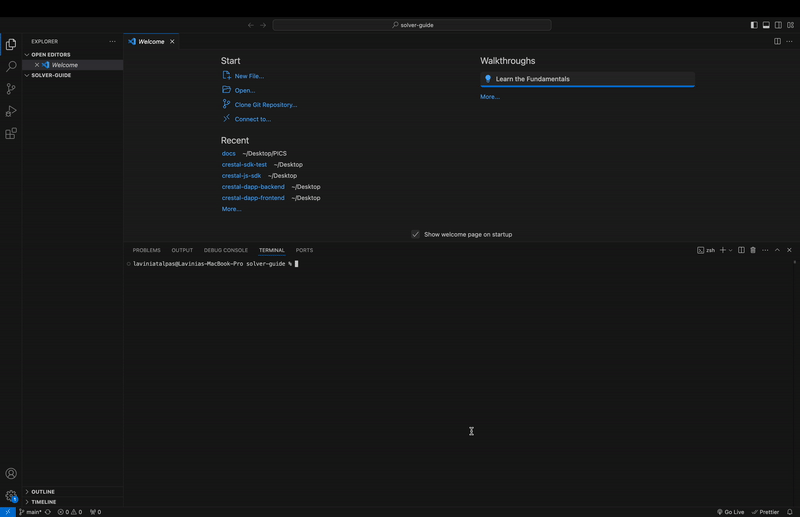 solver-guide
EXPLORER
Welcome
OPEN EDITORS
Welcome
SOLVER-GUIDE
Start
New File...
Open...
Clone Git Repository...
Connect to...
Recent
docs ~/Desktop/PICS
crestal-sdk-test ~/Desktop
crestal-js-sdk ~/Desktop
crestal-dapp-backend ~/Desktop
crestal-dapp-frontend ~/Desktop
More...
Walkthroughs
Learn the Fundamentals
More...
Show welcome page on startup
PROBLEMS OUTPUT DEBUG CONSOLE TERMINAL PORTS
zsh
laviniatalpas@Lavinias-MacBook-Pro solver-guide %
OUTLINE
TIMELINE
1
main* 0 0 0
Go Live Prettier